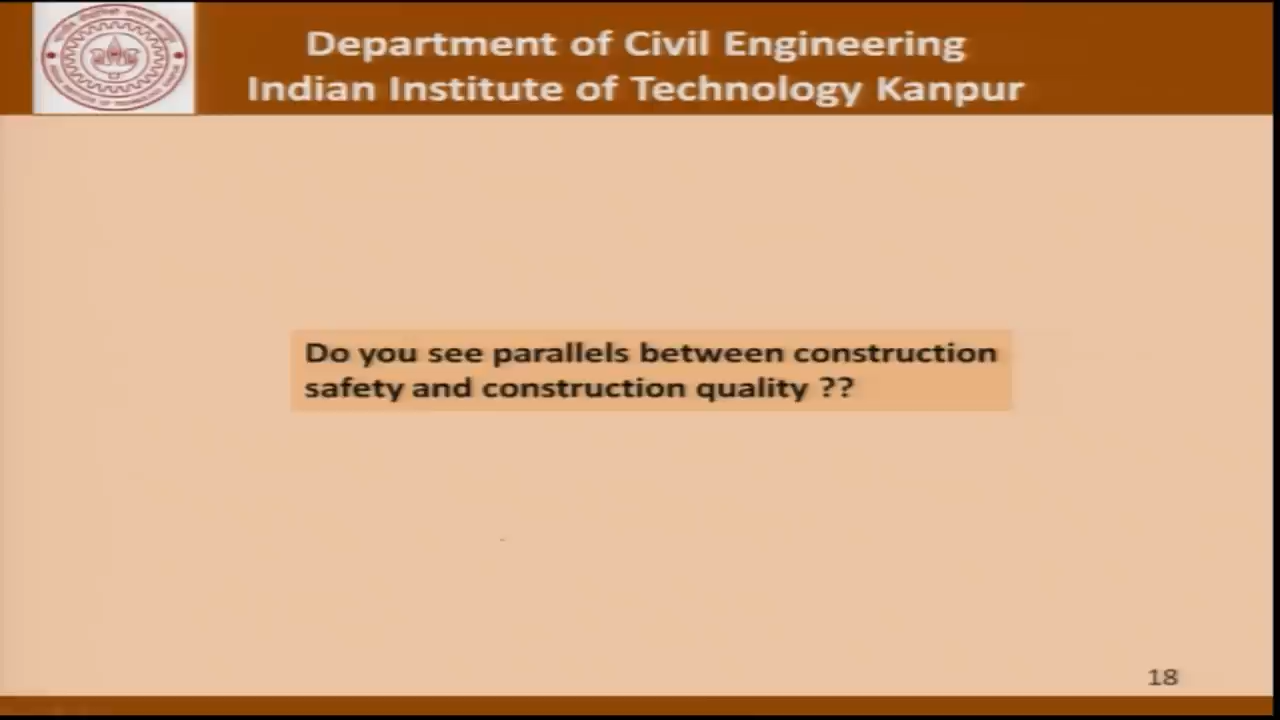 Department of Civil Engineering
Indian Institute of Technology Kanpur
Do you see parallels between construction
safety and construction quality ??
18